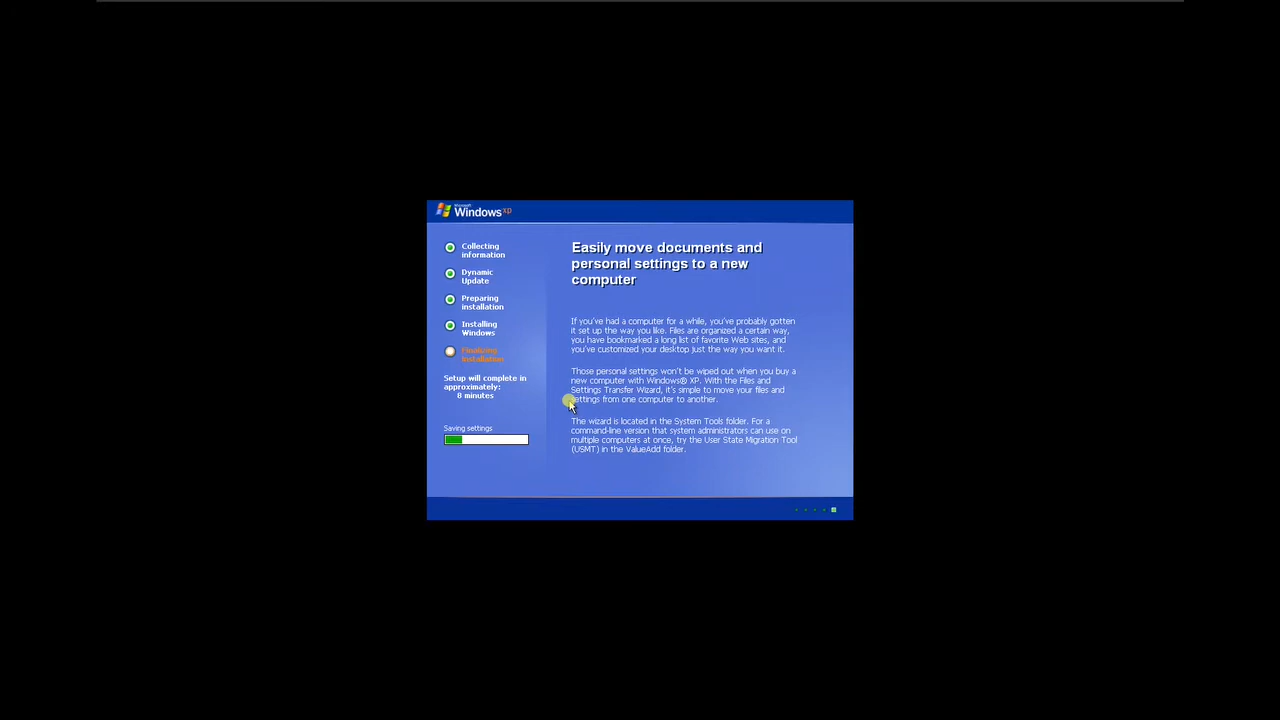 Microsoft
Windows xp
Collecting
information
Dynamic
Update
Preparing
installation
Installing
Windows
Finalizing
installation
Setup will complete in
approximately:
8 minutes
Saving settings
Easily move documents and
personal settings to a new
computer
If you've had a computer for a while, you've probably gotten
it set up the way you like. Files are organized a certain way,
you have bookmarked a long list of favorite Web sites, and
you've customized your desktop just the way you want it.
Those personal settings won't be wiped out when you buy a
new computer with Windows® XP. With the Files and
Settings Transfer Wizard, it's simple to move your files and
settings from one computer to another.
The wizard is located in the System Tools folder. For a
command-line version that system administrators can use on
multiple computers at once, try the User State Migration Tool
(USMT) in the ValueAdd folder.